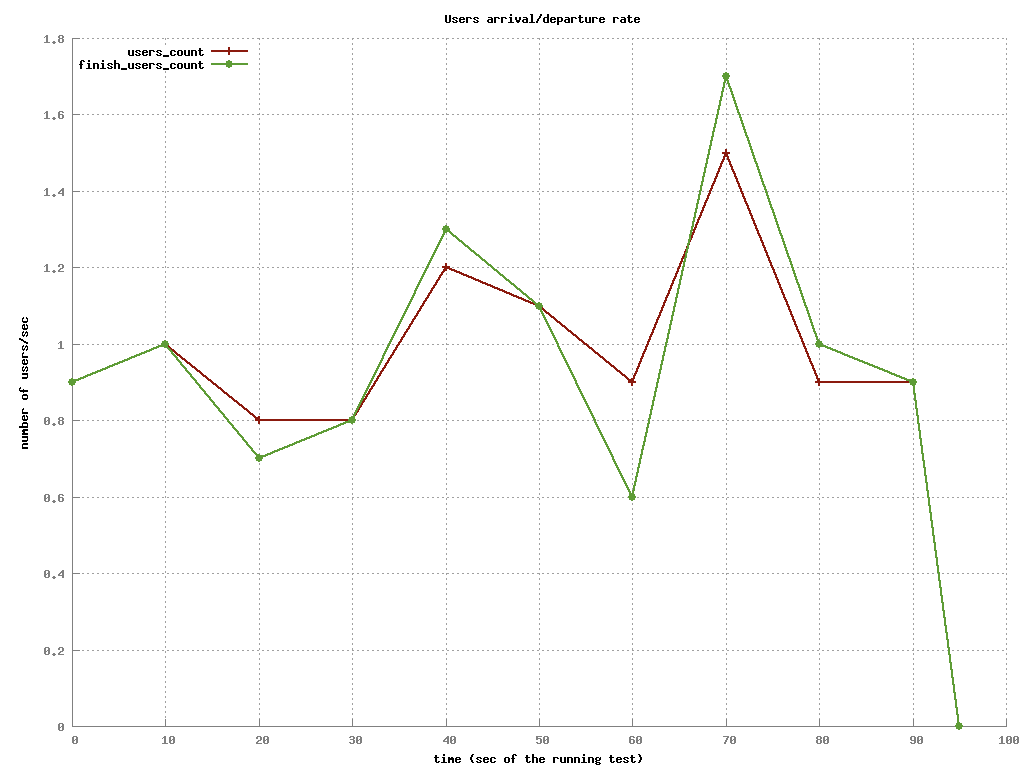 Users arrival/departure rate
users_count
finish_users_count
1.8
1.6
1.4
1.2
1
0.8
0.6
0.4
0.2
0
number of users/sec
0 10 20 30 40 50 60 70 80 90 100
time (sec of the running test)